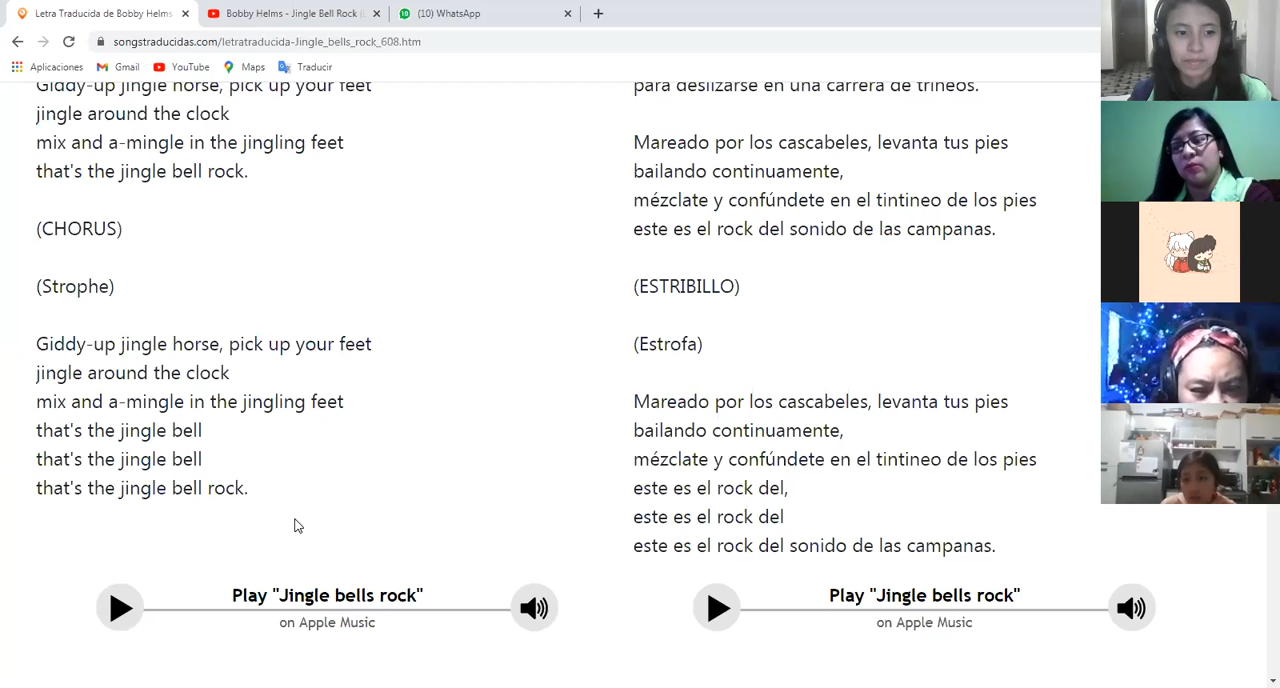 Letra Traducida de Bobby Helms
Bobby Helms - Jingle Bell Rock (L
(10) WhatsApp
songstraducidas.com/letratraducida-Jingle_bells_rock_608.htm
Aplicaciones
Gmail
YouTube
Maps
Traducir
Giddy-up jingle horse, pick up your feet
jingle around the clock
mix and a-mingle in the jingling feet
that's the jingle bell rock.
(CHORUS)
(Strophe)
Giddy-up jingle horse, pick up your feet
jingle around the clock
mix and a-mingle in the jingling feet
that's the jingle bell
that's the jingle bell
that's the jingle bell rock.
Play "Jingle bells rock"
on Apple Music
para deslizarse en una carrera de trineos.
Mareado por los cascabeles, levanta tus pies
bailando continuamente,
mézclate y confúndete en el tintineo de los pies
este es el rock del sonido de las campanas.
(ESTRIBILLO)
(Estrofa)
Mareado por los cascabeles, levanta tus pies
bailando continuamente,
mézclate y confúndete en el tintineo de los pies
este es el rock del,
este es el rock del
este es el rock del sonido de las campanas.
Play "Jingle bells rock"
on Apple Music